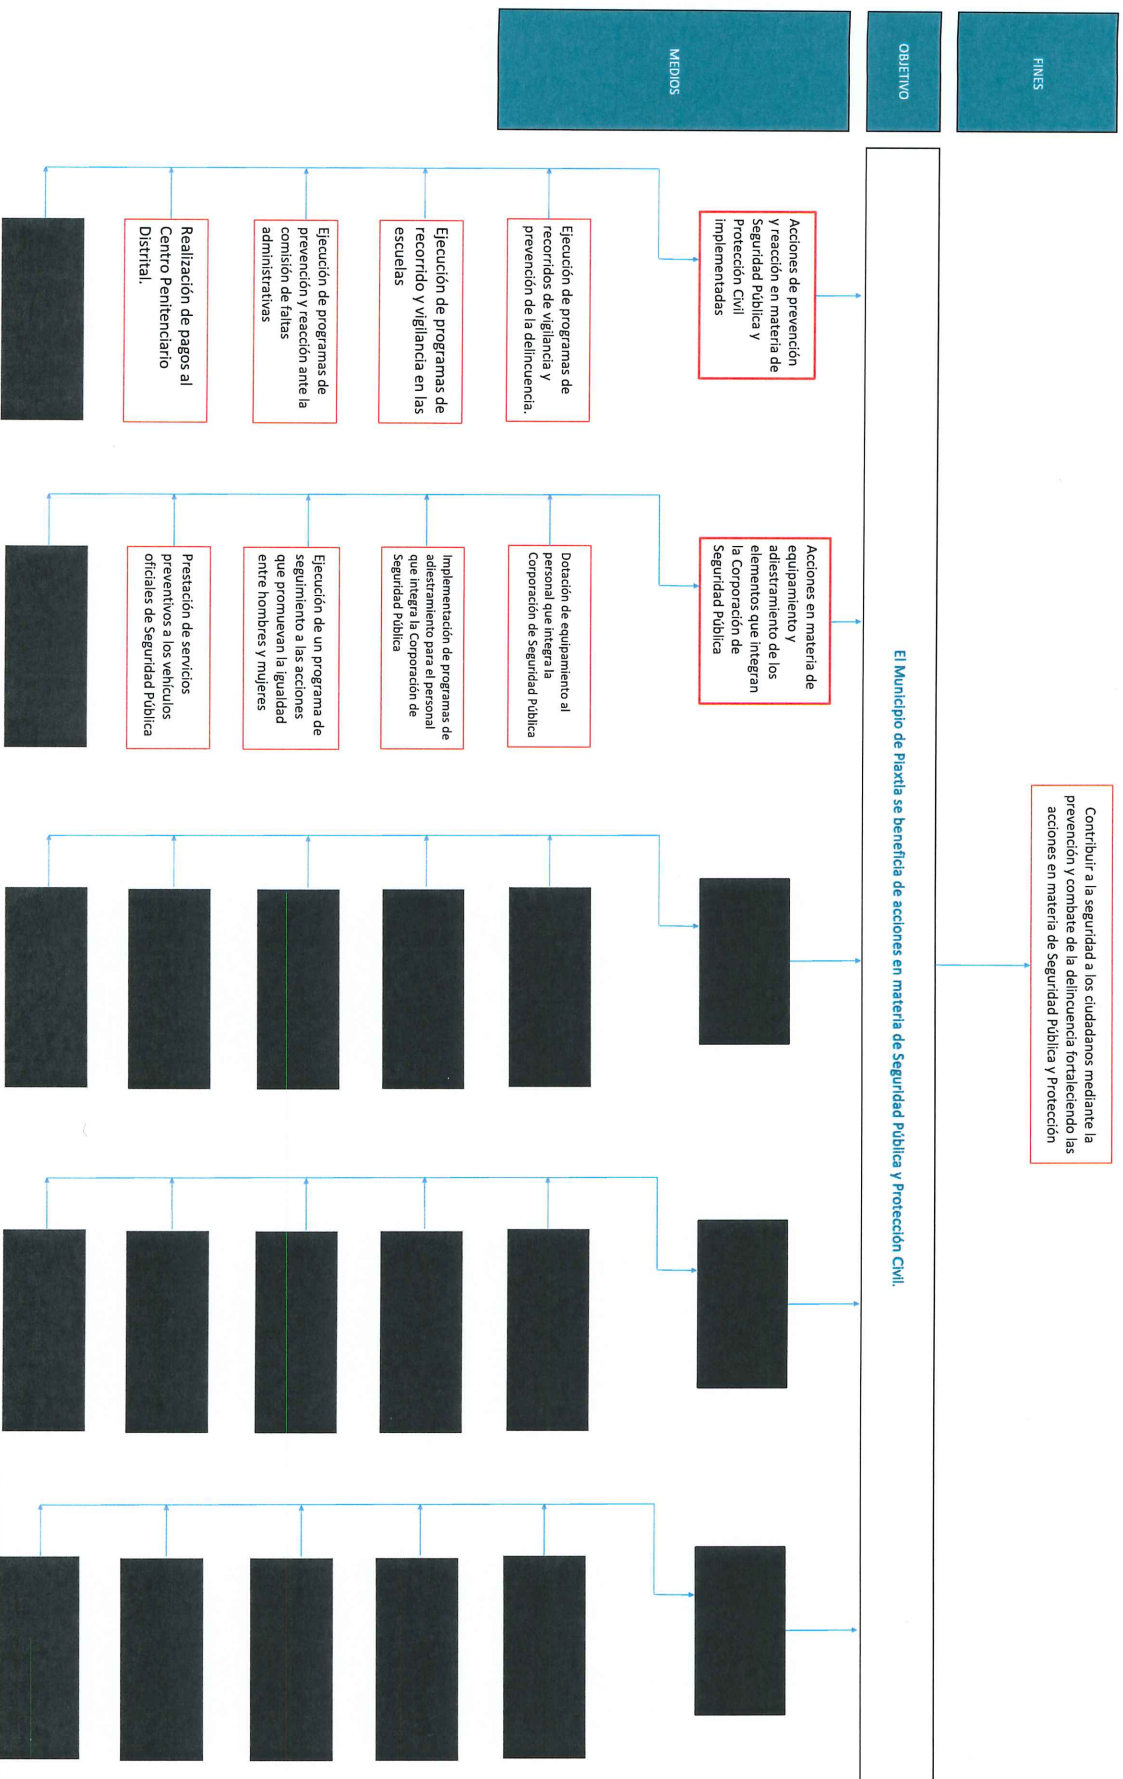 FINES
Contribuir a la seguridad a los ciudadanos mediante la
prevención y combate de la delincuencia fortaleciendo las
acciones en materia de Seguridad Pública y Protección
OBJETIVO
El Municipio de Piaxtla se beneficia de acciones en materia de Seguridad Pública y Protección Civil.
MEDIOS
Acciones de prevención
y reacción en materia de
Seguridad Pública y
Protección Civil
implementadas
Acciones en materia de
equipamiento y
adiestramiento de los
elementos que integran
la Corporación de
Seguridad Pública
Ejecución de programas de
recorridos de vigilancia y
prevención de la delincuencia.
Dotación de equipamiento al
personal que integra la
Corporación de Seguridad Pública
Ejecución de programas de
recorrido y vigilancia en las
escuelas
Implementación de programas de
adiestramiento para el personal
que integra la Corporación de
Seguridad Pública
Ejecución de programas de
prevención y reacción ante la
comisión de faltas
administrativas
Ejecución de un programa de
seguimiento a las acciones
que promuevan la igualdad
entre hombres y mujeres
Realización de pagos al
Centro Penitenciario
Distrital.
Prestación de servicios
preventivos a los vehículos
oficiales de Seguridad Pública